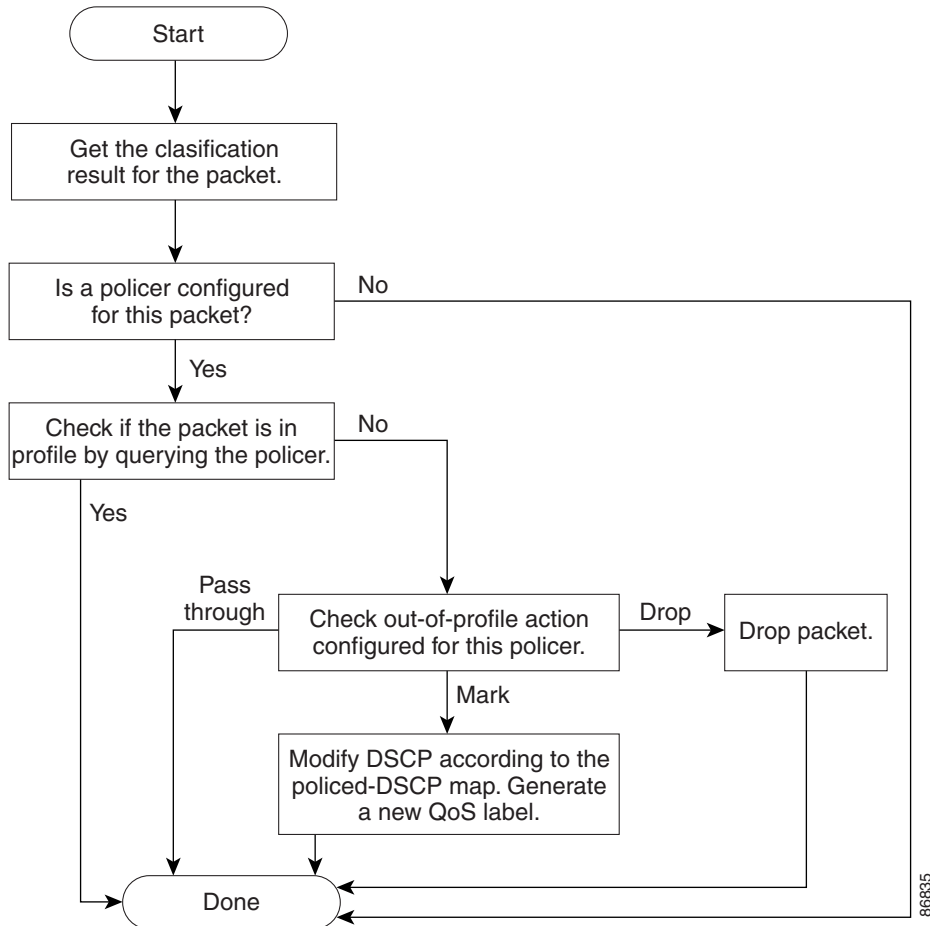 Start
Get the clasification
result for the packet.
Is a policer configured
for this packet?
No
Yes
Check if the packet is in
profile by querying the policer.
No
Yes
Pass
through
Check out-of-profile action
configured for this policer.
Drop
Drop packet.
Mark
Modify DSCP according to the
policed-DSCP map. Generate
a new QoS label.
Done
86835